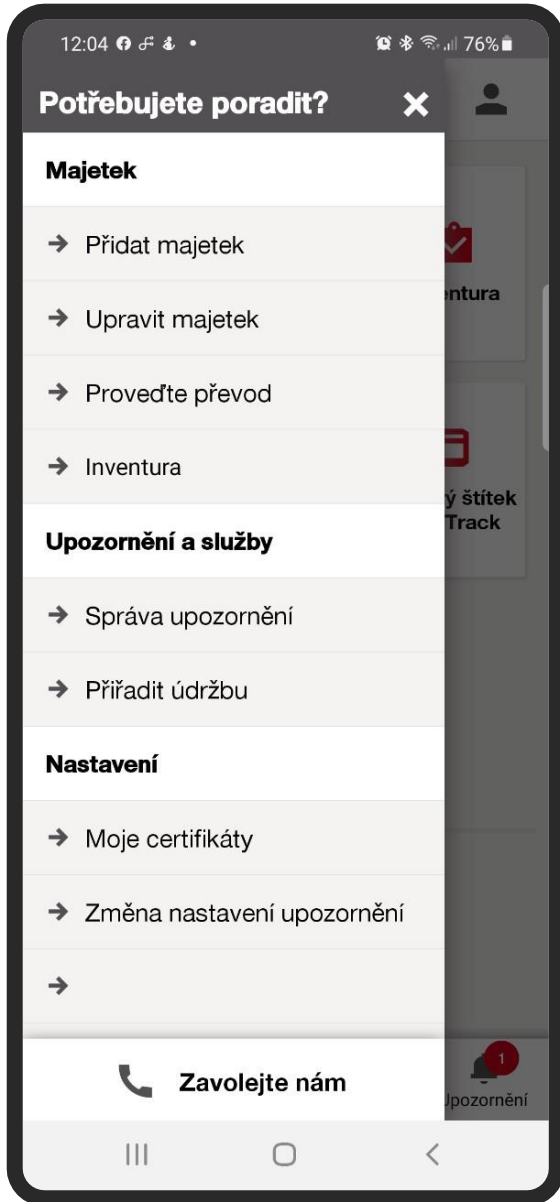 12:04
76%
Potřebujete poradit?
Majetek
Přidat majetek
Upravit majetek
Proveďte převod
Inventura
Upozornění a služby
Správa upozornění
Přiřadit údržbu
Nastavení
Moje certifikáty
Změna nastavení upozornění
Zavolejte nám
entura
ý štítek
Track
1
Upozornění